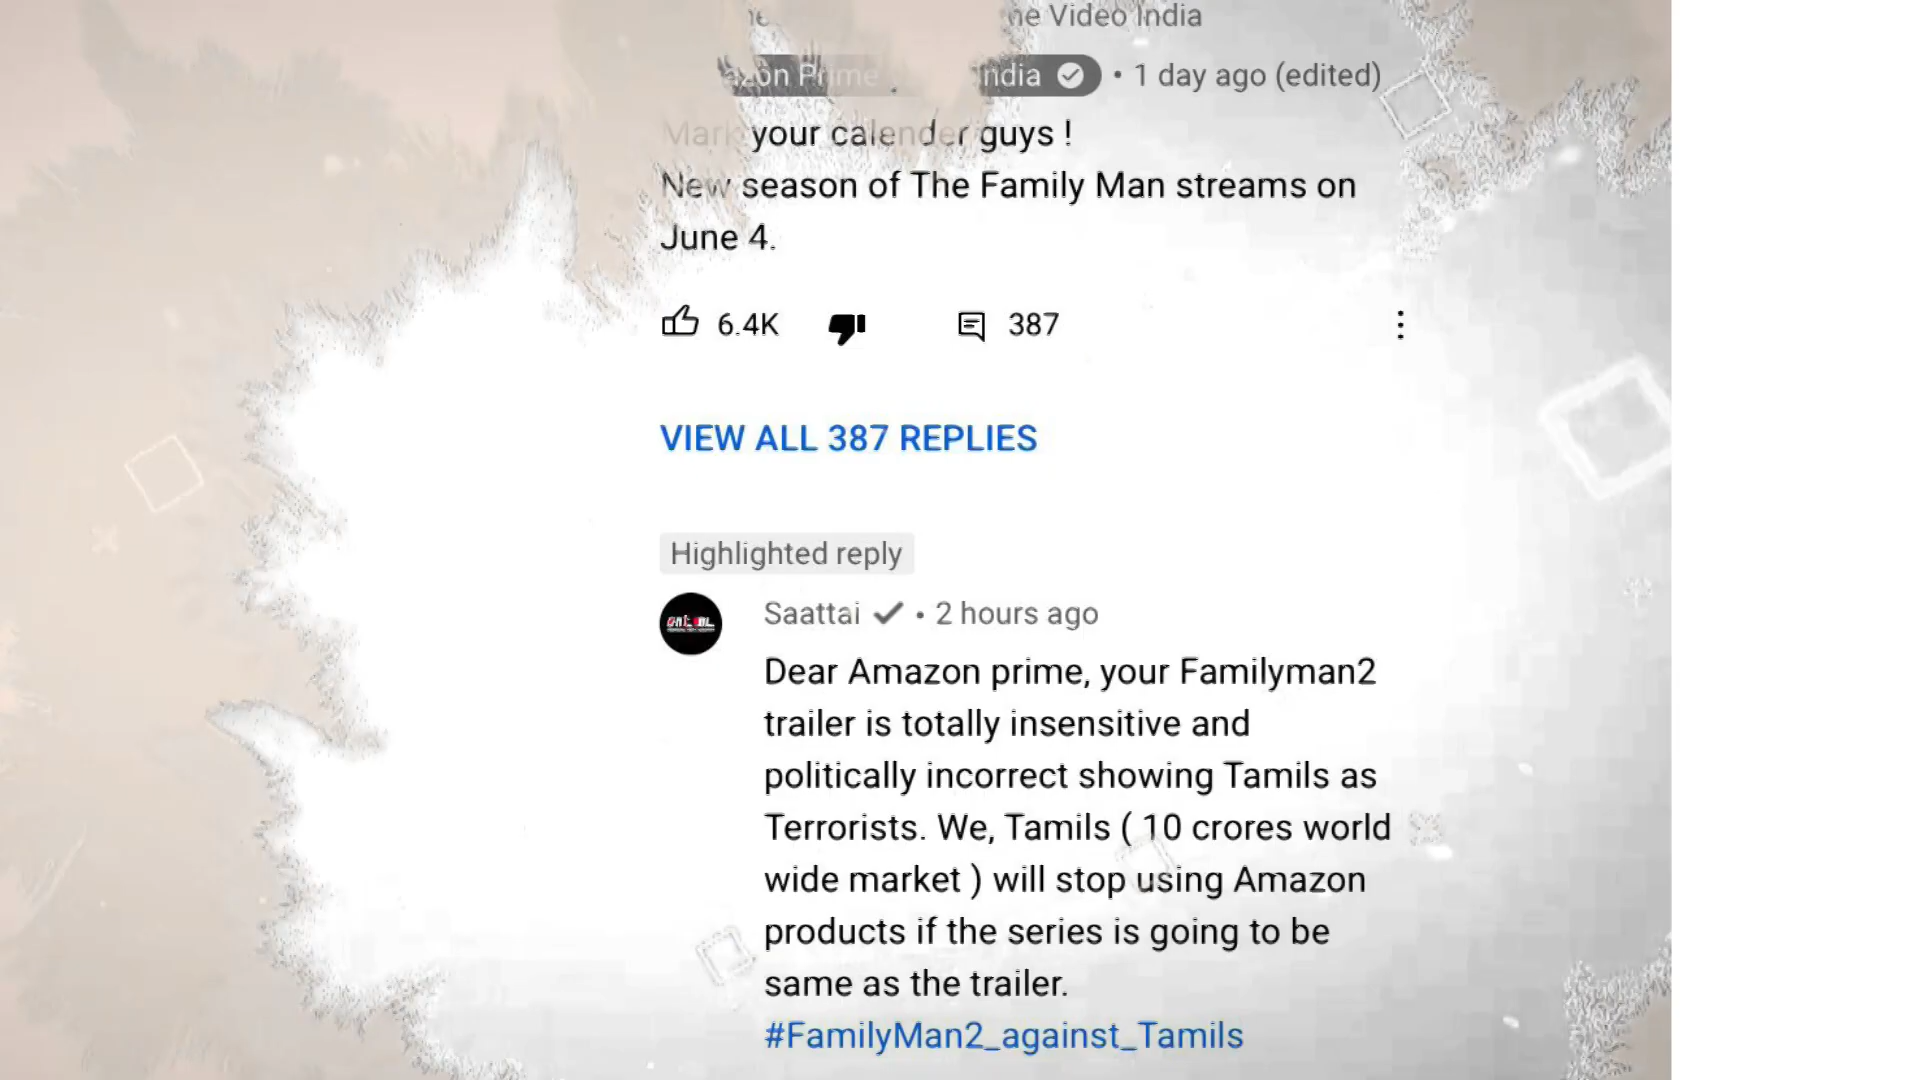 ne Video India
azon Prime India • 1 day ago (edited)
Mark your calender guys !
New season of The Family Man streams on
June 4.
6.4K 387
VIEW ALL 387 REPLIES
Highlighted reply
Saattai • 2 hours ago
Dear Amazon prime, your Familyman2
trailer is totally insensitive and
politically incorrect showing Tamils as
Terrorists. We, Tamils ( 10 crores world
wide market ) will stop using Amazon
products if the series is going to be
same as the trailer.
#FamilyMan2_against_Tamils